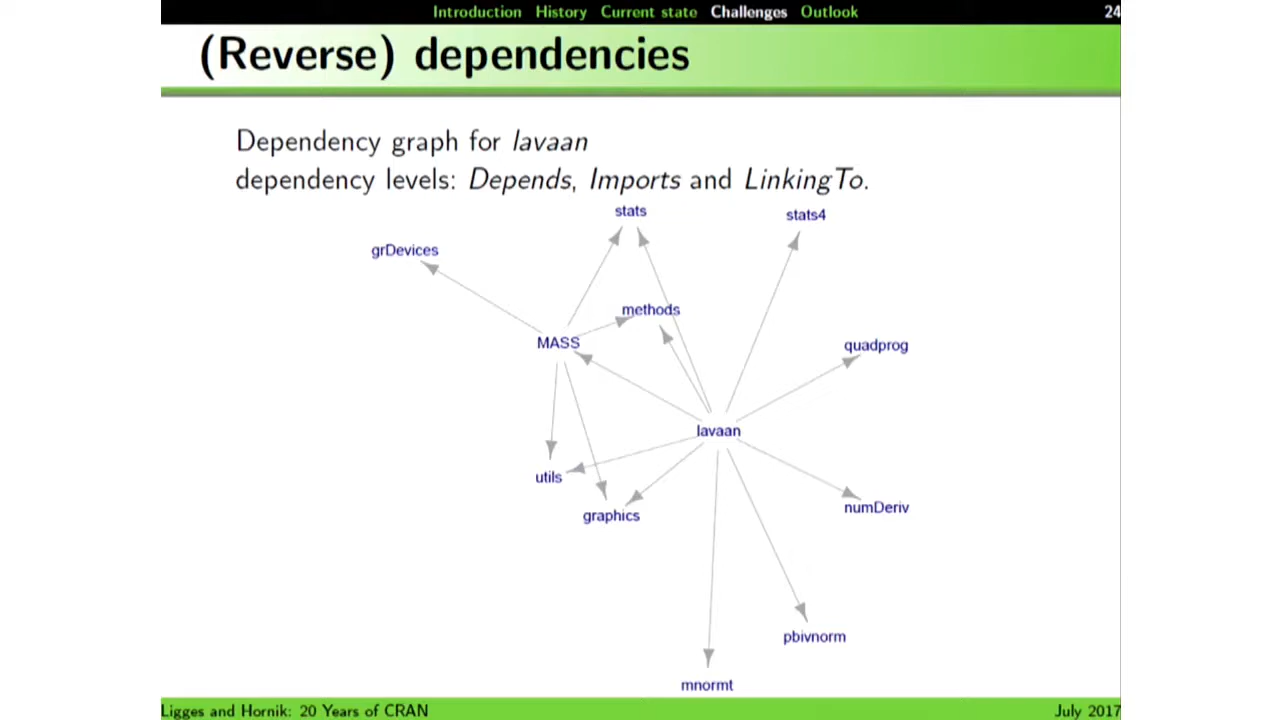 Introduction History Current state Challenges Outlook 24
(Reverse) dependencies
Dependency graph for lavaan
dependency levels: Depends, Imports and LinkingTo.
stats
stats4
grDevices
methods
MASS
quadprog
lavaan
utils
graphics
numDeriv
pbivnorm
mnormt
Ligges and Hornik: 20 Years of CRAN July 2017